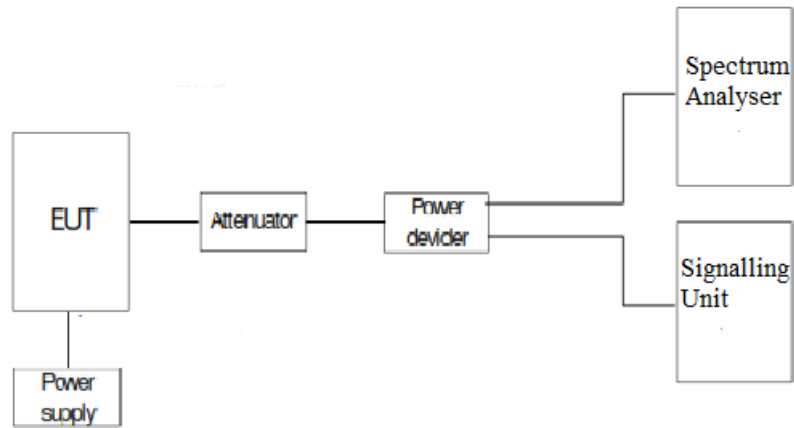 Spectrum
Analyser
EUT
Attenuator
Power
devider
Signalling
Unit
Power
supply